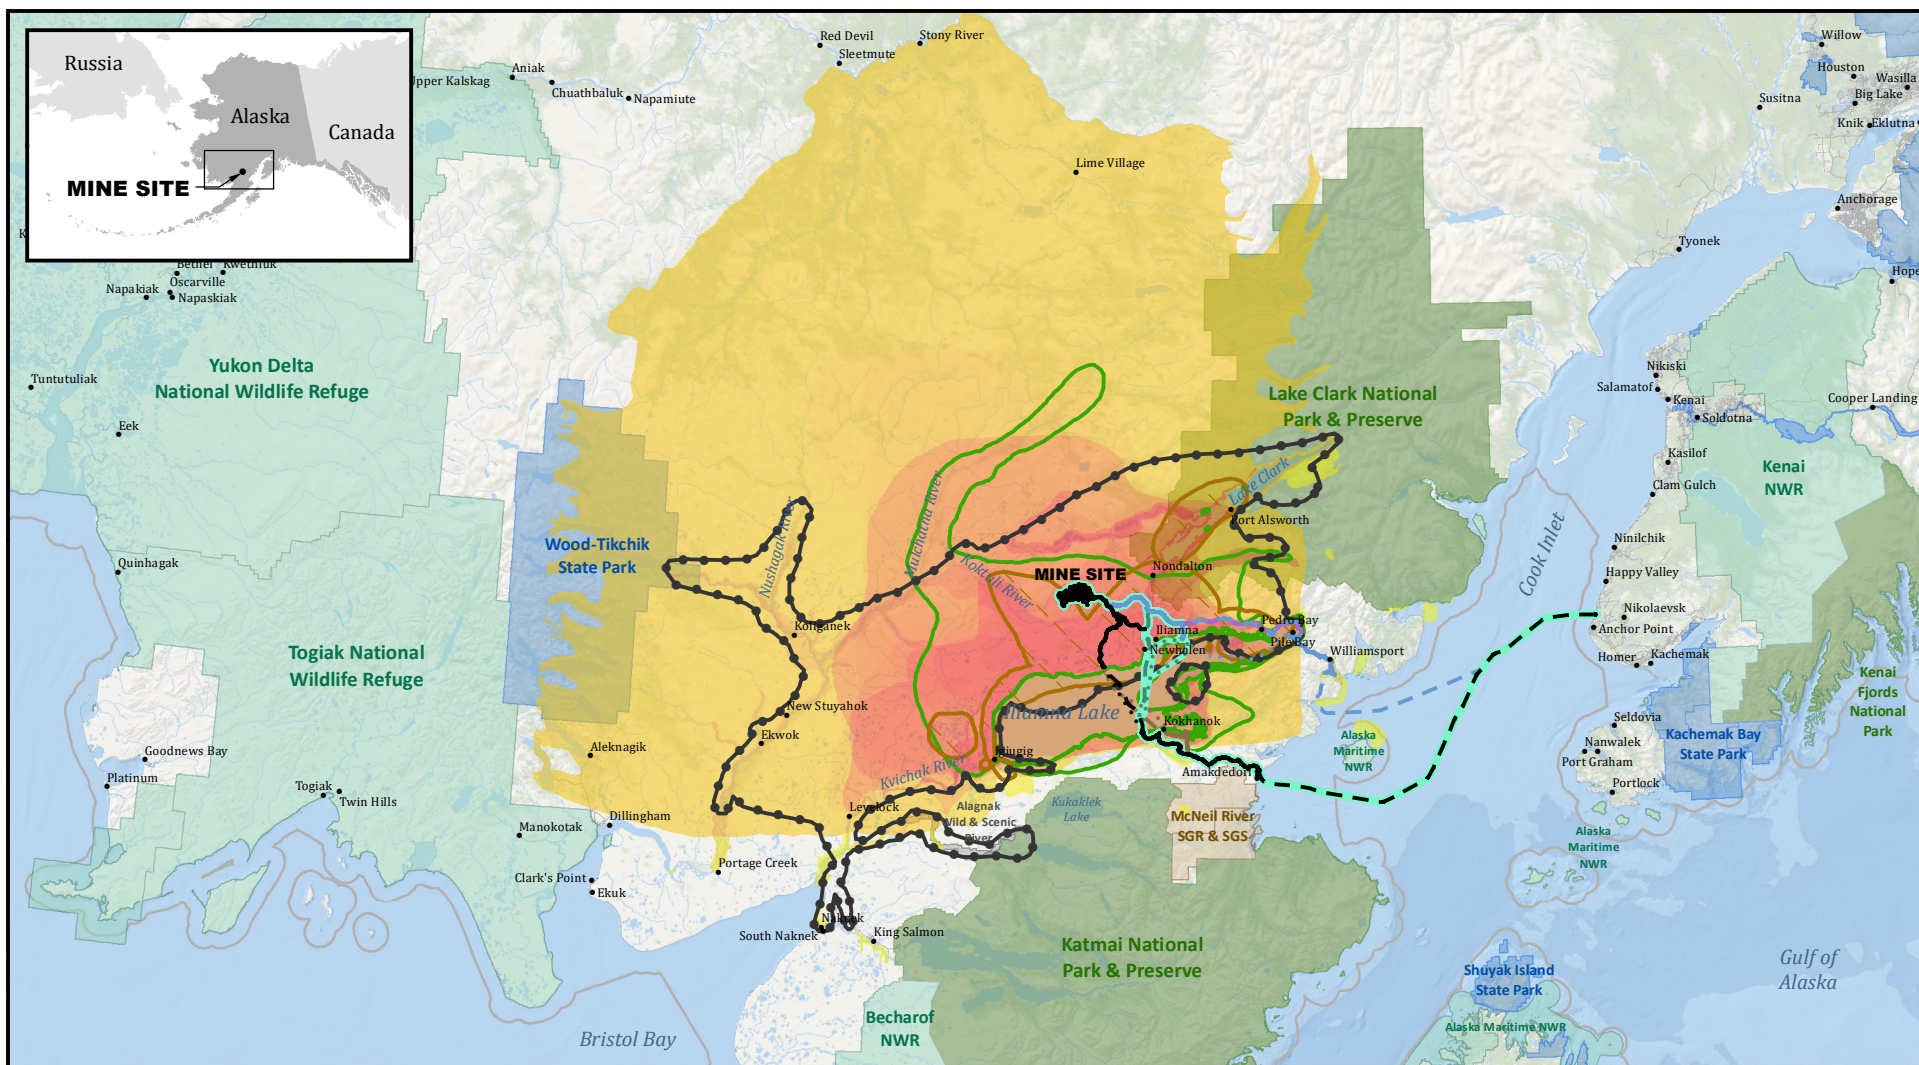 Russia
Alaska
Canada
MINE SITE
Red Devil
Stony River
Sleetmute
Upper Kalskag
Aniak
Chuathbaluk
Napamiute
Lime Village
Willow
Houston
Wasilla
Big Lake
Susitna
Knik
Eklutna
Anchorage
Tyonek
Hope
Bethel
Kwethluk
Oscarville
Napakiak
Napaskiak
Tuntutuliak
Eek
Yukon Delta
National Wildlife Refuge
Lake Clark National
Park & Preserve
Nikiski
Salamatof
Kenai
Soldotna
Cooper Landing
Kasilof
Clam Gulch
Kenai
NWR
Lake Clark
Port Alsworth
Mulchatna River
Nushagak River
Koktuli River
Wood-Tikchik
State Park
Quinhagak
MINE SITE
Nondalton
Cook Inlet
Ninilchik
Happy Valley
Nikolaevsk
Anchor Point
Homer
Kachemak
Koliganek
Iliamna
Newhalen
Pedro Bay
Pile Bay
Williamsport
Togiak National
Wildlife Refuge
New Stuyahok
Ekwok
Iliamna Lake
Kokhanok
Igiugig
Kenai
Fjords
National
Park
Seldovia
Nanwalek
Port Graham
Portlock
Kachemak Bay
State Park
Alaska
Maritime
NWR
Goodnews Bay
Platinum
Aleknagik
Togiak
Twin Hills
Manokotak
Dillingham
Kvichak River
Levelock
Alagnak
Wild & Scenic
River
Kukaklek
Lake
Amakdedori
McNeil River
SGR & SGS
Alaska
Maritime
NWR
Clark's Point
Ekuk
Portage Creek
Naknek
South Naknek
King Salmon
Katmai National
Park & Preserve
Becharof
NWR
Bristol Bay
Shuyak Island
State Park
Alaska Maritime NWR
Gulf of
Alaska